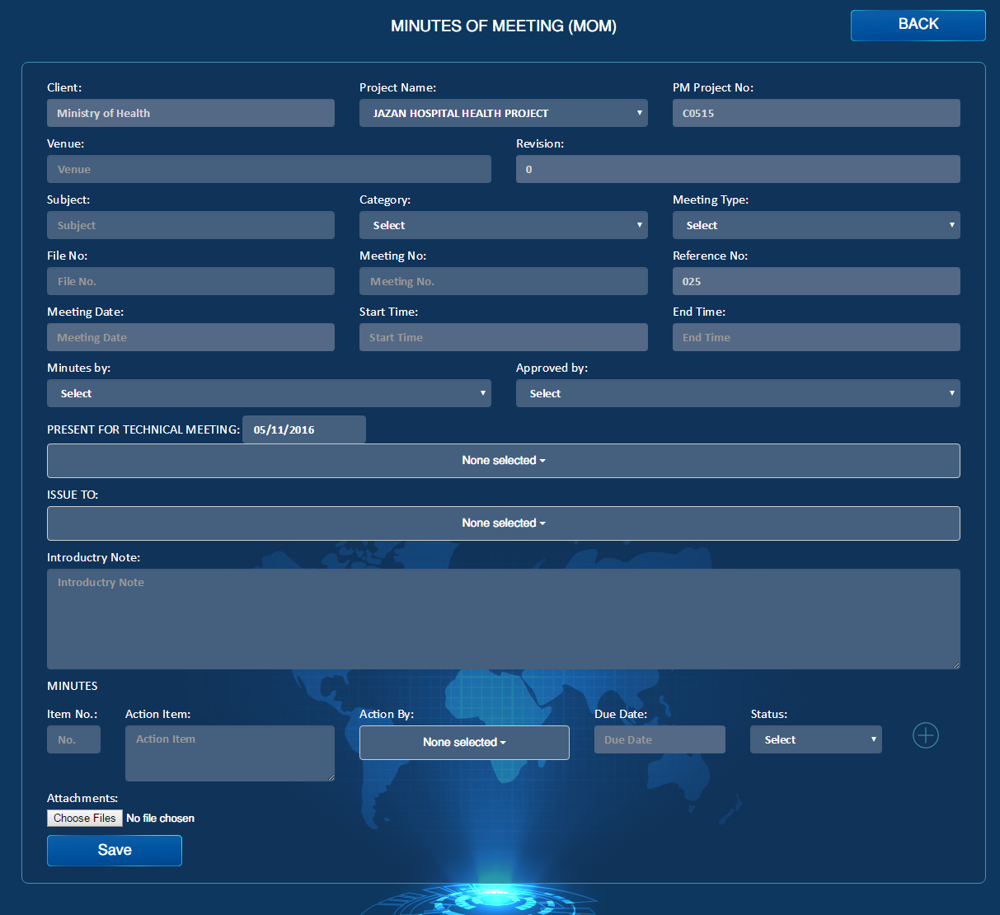 MINUTES OF MEETING (MOM)
BACK
Client: Project Name: PM Project No:
Ministry of Health JAZAN HOSPITAL HEALTH PROJECT C0515
Venue: Revision:
Venue 0
Subject: Category: Meeting Type:
Subject Select Select
File No: Meeting No: Reference No:
File No. Meeting No. 025
Meeting Date: Start Time: End Time:
Meeting Date Start Time End Time
Minutes by: Approved by:
Select Select
PRESENT FOR TECHNICAL MEETING: 05/11/2016
None selected
ISSUE TO:
None selected
Introductry Note:
Introductry Note
MINUTES
Item No.: Action Item: Action By: Due Date: Status:
No. Action Item None selected Due Date Select
Attachments:
Choose Files No file chosen
Save